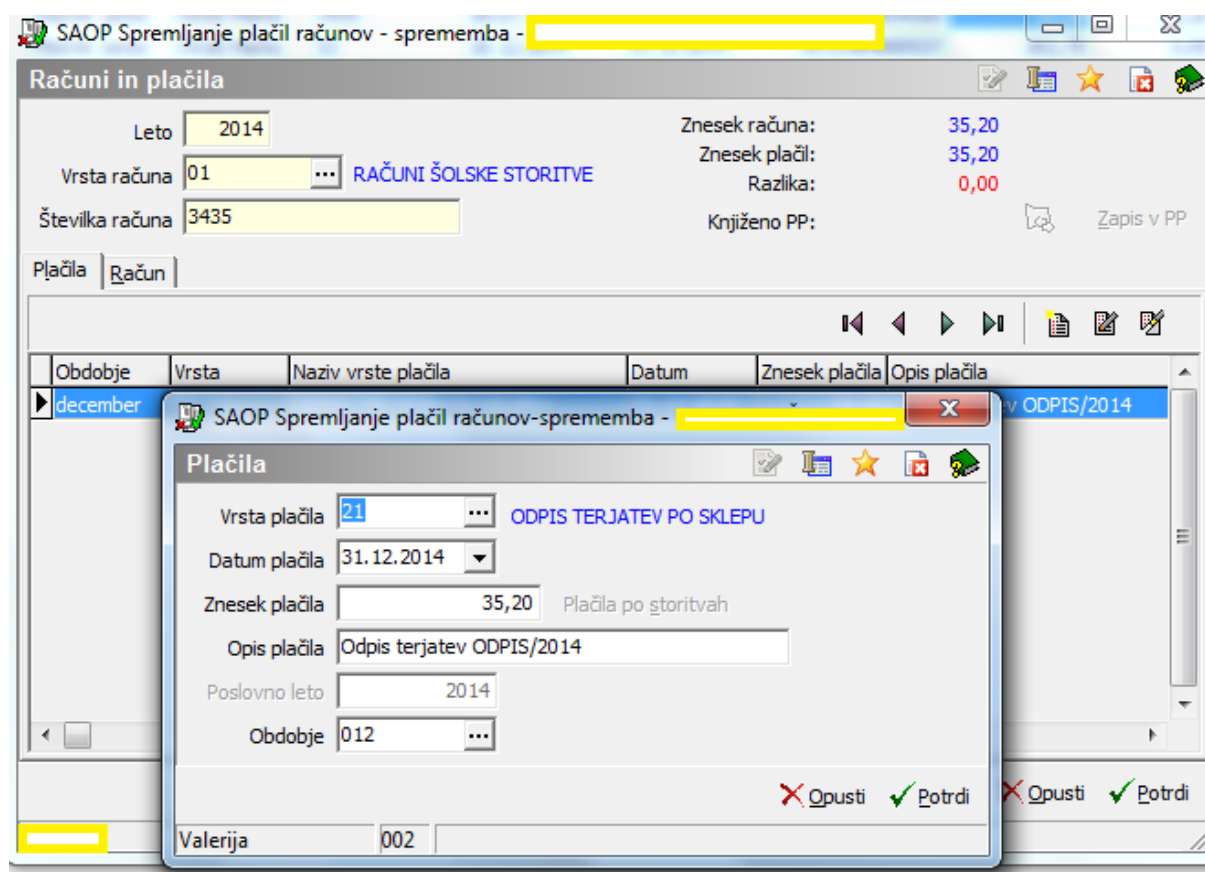 SAOP Spremljanje plačil računov - sprememba -
Računi in plačila
Leto 2014
Vrsta računa 01 ... RAČUNI ŠOLSKE STORITVE
Številka računa 3435
Znesek računa: 35,20
Znesek plačil: 35,20
Razlika: 0,00
Knjiženo PP: Zapis v PP
Plačila Račun
Obdobje Vrsta Naziv vrste plačila Datum Znesek plačila Opis plačila
december v ODPIS/2014
SAOP Spremljanje plačil računov-sprememba -
Plačila
Vrsta plačila 21 ... ODPIS TERJATEV PO SKLEPU
Datum plačila 31.12.2014
Znesek plačila 35,20 Plačila po storitvah
Opis plačila Odpis terjatev ODPIS/2014
Poslovno leto 2014
Obdobje 012 ...
Opusti Potrdi
Opusti Potrdi
Valerija 002